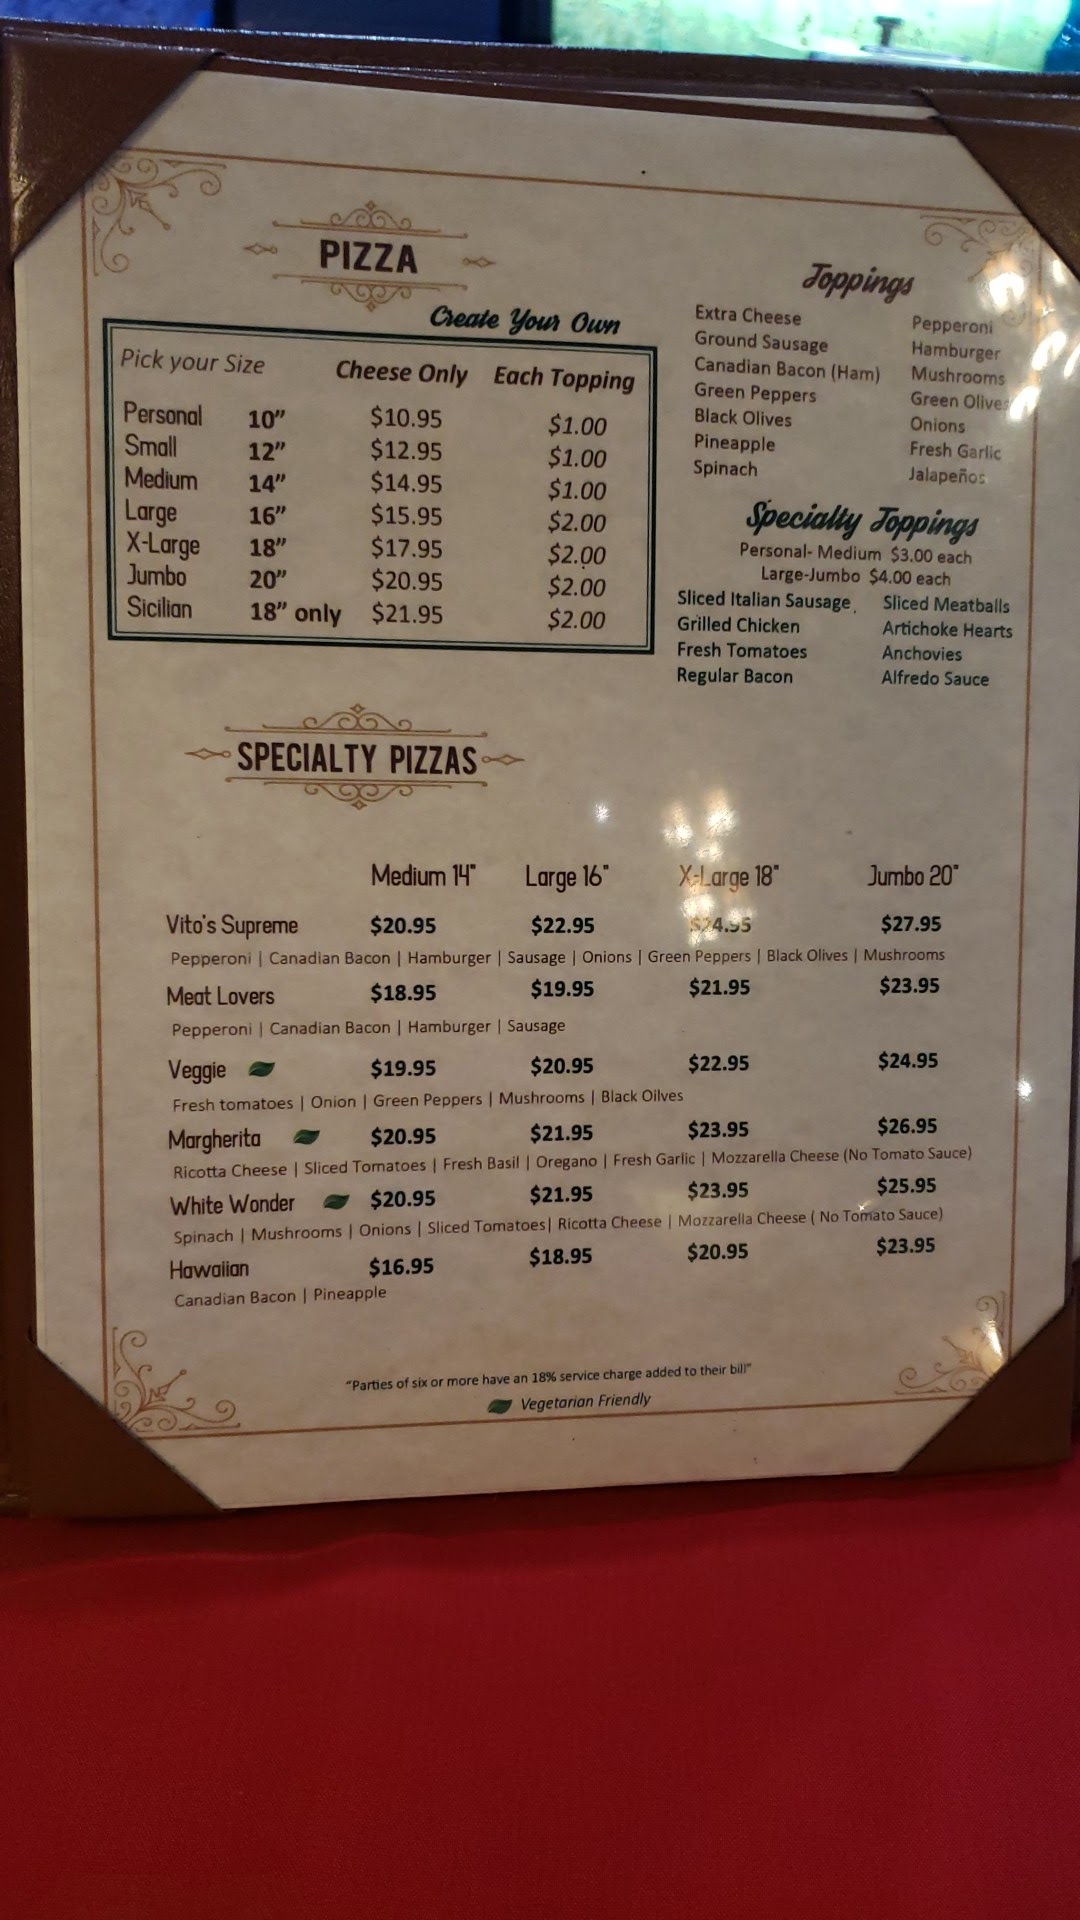 PIZZA
Create Your Own
Pick your Size Cheese Only Each Topping
Personal 10" $10.95 $1.00
Small 12" $12.95 $1.00
Medium 14" $14.95 $1.00
Large 16" $15.95 $2.00
X-Large 18" $17.95 $2.00
Jumbo 20" $20.95 $2.00
Sicilian 18" only $21.95 $2.00
Toppings
Extra Cheese Pepperoni
Ground Sausage Hamburger
Canadian Bacon (Ham) Mushrooms
Green Peppers Green Olives
Black Olives Onions
Pineapple Fresh Garlic
Spinach Jalapeños
Specialty Toppings
Personal- Medium $3.00 each
Large-Jumbo $4.00 each
Sliced Italian Sausage Sliced Meatballs
Grilled Chicken Artichoke Hearts
Fresh Tomatoes Anchovies
Regular Bacon Alfredo Sauce
SPECIALTY PIZZAS
Medium 14" Large 16" X-Large 18" Jumbo 20"
Vito's Supreme $20.95 $22.95 $24.95 $27.95
Pepperoni | Canadian Bacon | Hamburger | Sausage | Onions | Green Peppers | Black Olives | Mushrooms
Meat Lovers $18.95 $19.95 $21.95 $23.95
Pepperoni | Canadian Bacon | Hamburger | Sausage
Veggie $19.95 $20.95 $22.95 $24.95
Fresh tomatoes | Onion | Green Peppers | Mushrooms | Black Oilves
Margherita $20.95 $21.95 $23.95 $26.95
Ricotta Cheese | Sliced Tomatoes | Fresh Basil | Oregano | Fresh Garlic | Mozzarella Cheese (No Tomato Sauce)
White Wonder $20.95 $21.95 $23.95 $25.95
Spinach | Mushrooms | Onions | Sliced Tomatoes| Ricotta Cheese | Mozzarella Cheese ( No Tomato Sauce)
Hawaiian $16.95 $18.95 $20.95 $23.95
Canadian Bacon | Pineapple
"Parties of six or more have an 18% service charge added to their bill"
Vegetarian Friendly